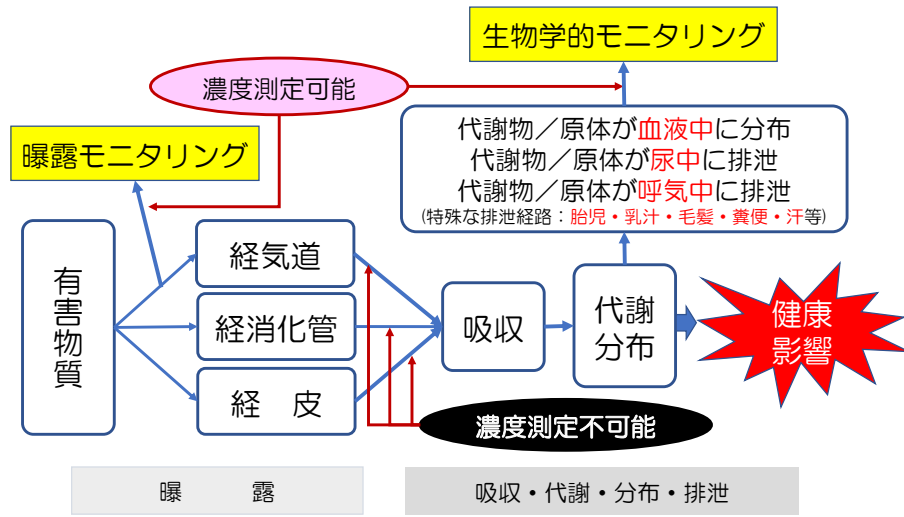 生物学的モニタリング
濃度測定可能
代謝物／原体が血液中に分布
代謝物／原体が尿中に排泄
代謝物／原体が呼気中に排泄
(特殊な排泄経路：胎児・乳汁・毛髪・糞便・汗等)
曝露モニタリング
有害物質
経気道
経消化管
経　皮
吸収
代謝
分布
健康
影響
濃度測定不可能
曝　　露
吸収・代謝・分布・排泄